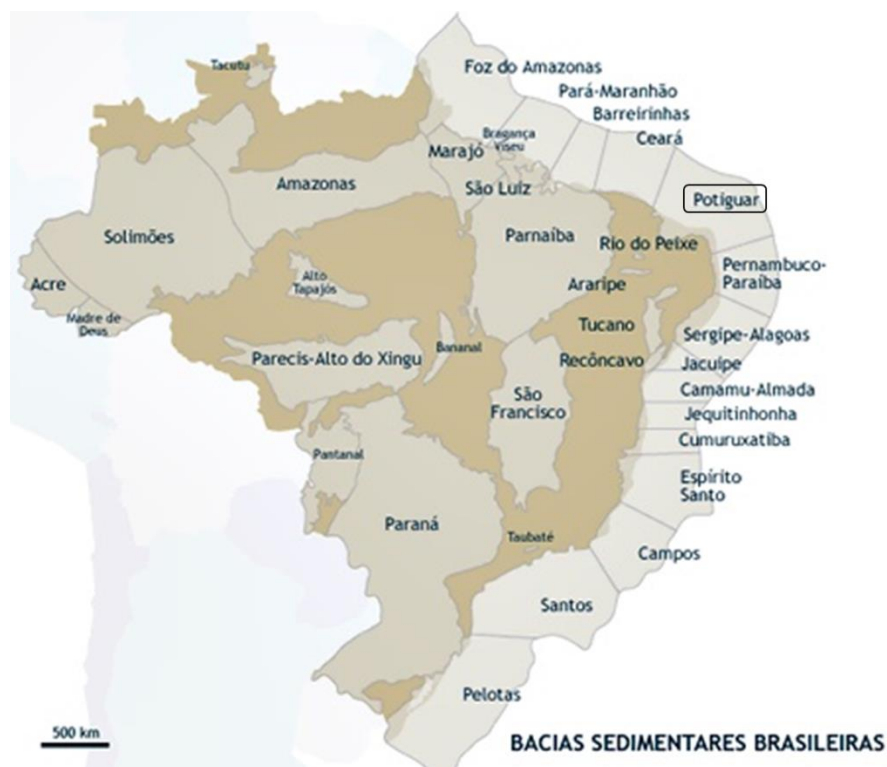 Tacutu
Foz do Amazonas
Pará-Maranhão
Barreirinhas
Ceará
Bragança
Viseu
Marajó
São Luiz
Amazonas
Potiguar
Solimões
Parnaíba
Rio do Peixe
Acre
Alto
Tapajós
Araripe
Pernambuco-
Paraíba
Madre de
Deus
Tucano
Sergipe-Alagoas
Parecis-Alto do Xingu
Bananal
Recôncavo
Jacuípe
São
Francisco
Camamu-Almada
Jequitinhonha
Cumuruxatiba
Pantanal
Espírito
Santo
Paraná
Taubaté
Campos
Santos
Pelotas
500 km
BACIAS SEDIMENTARES BRASILEIRAS